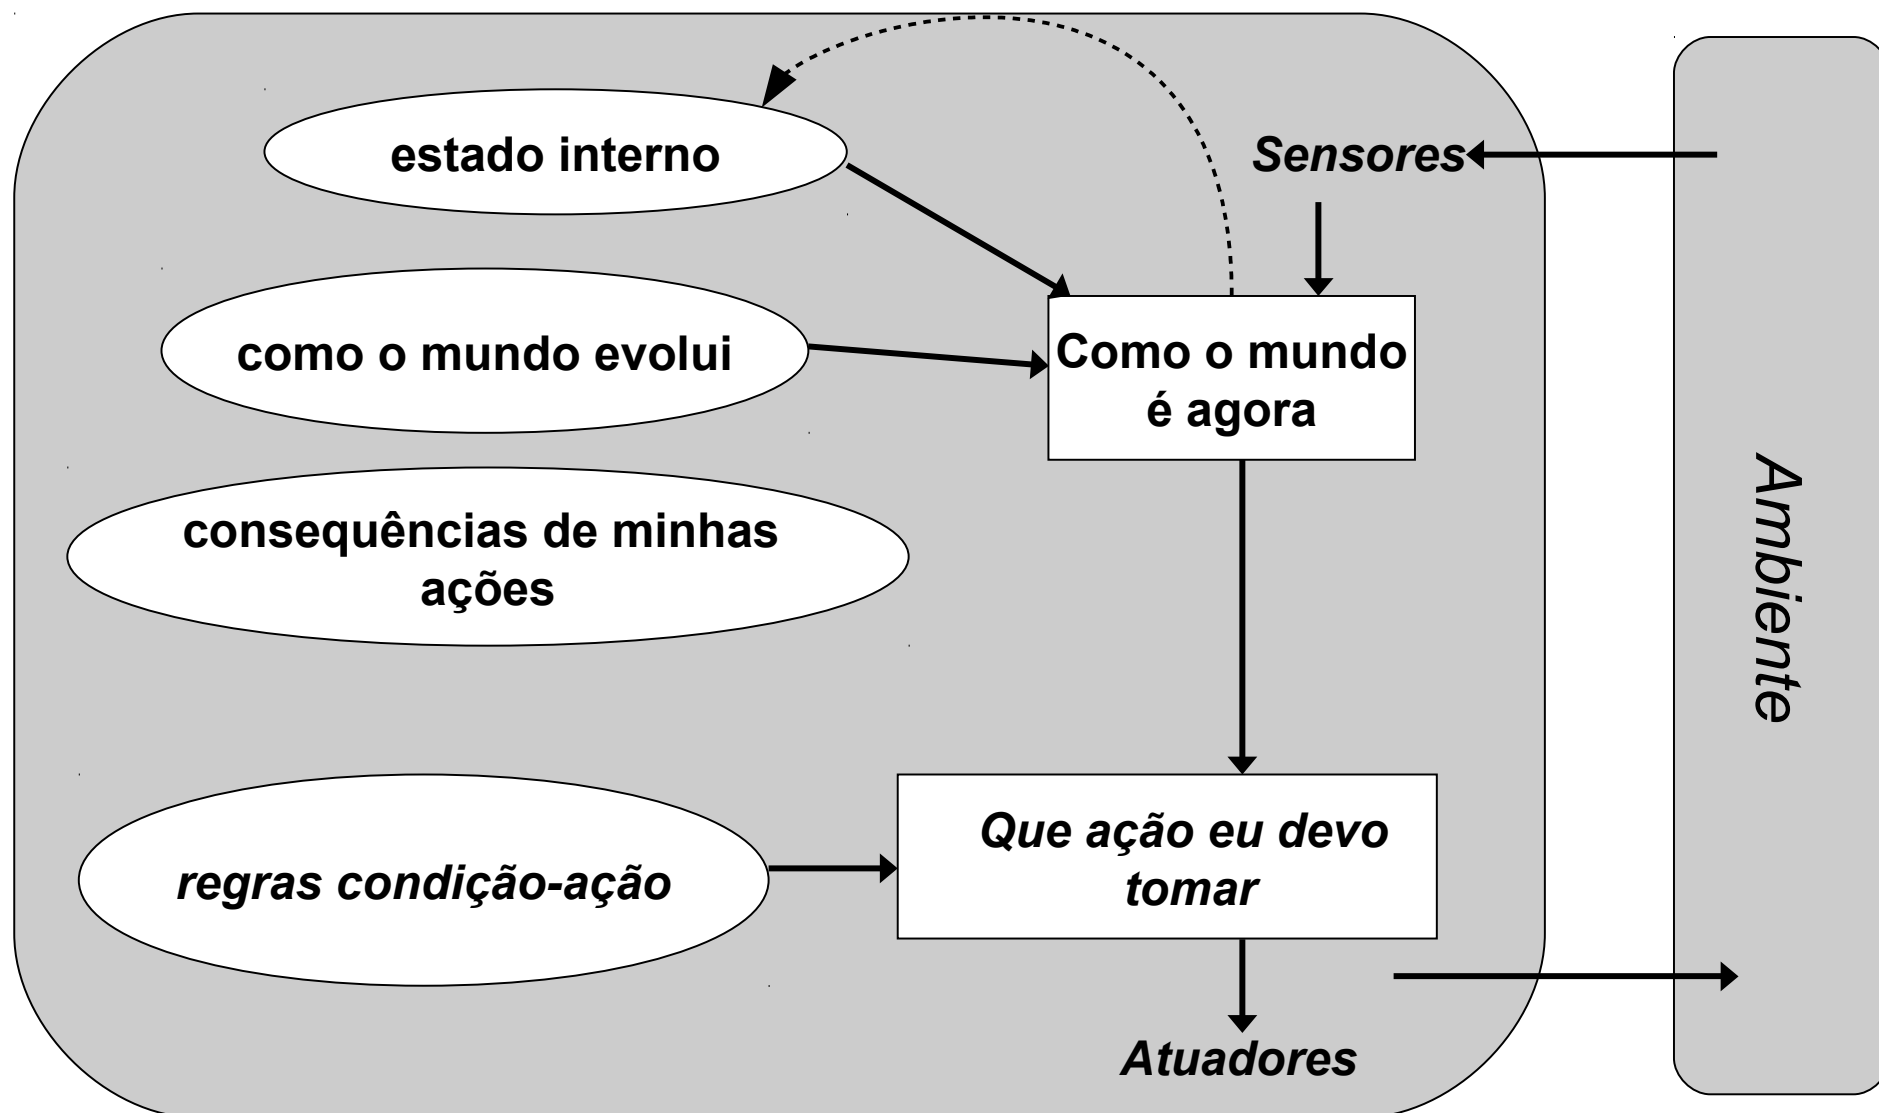 estado interno
Sensores
como o mundo evolui
Como o mundo
é agora
consequências de minhas
ações
Ambiente
regras condição-ação
Que ação eu devo
tomar
Atuadores